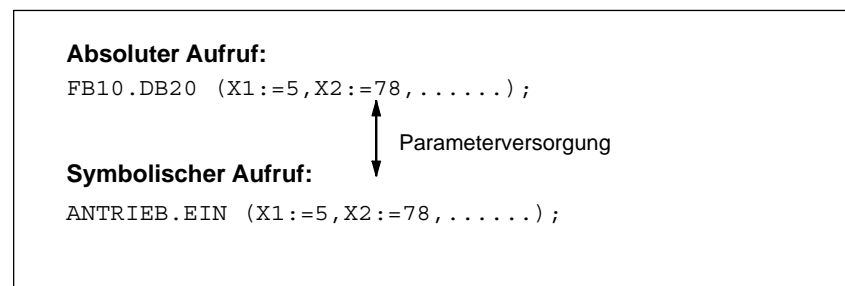 Absoluter Aufruf:
FB10.DB20 (X1:=5,X2:=78,......);
Parameterversorgung
Symbolischer Aufruf:
ANTRIEB.EIN (X1:=5,X2:=78,......);